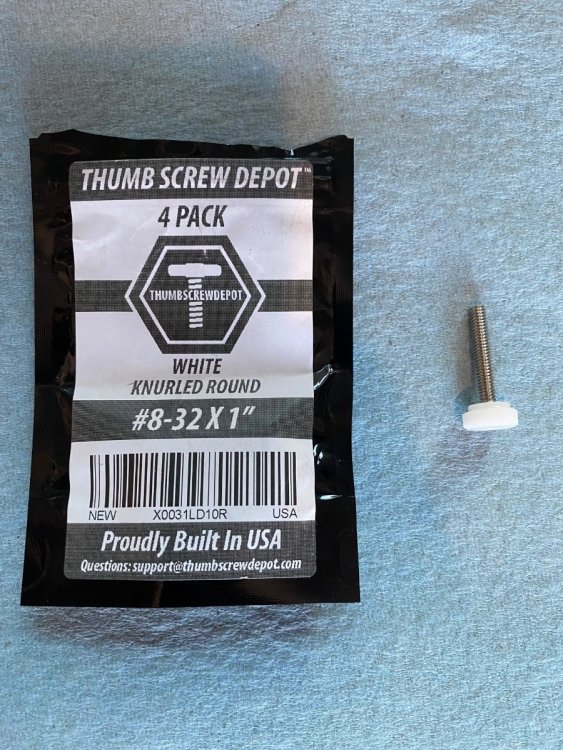 THUMB SCREW DEPOT™
4 PACK
THUMBSCREWDEPOT
WHITE
KNURLED ROUND
#8-32 X 1”
NEW X0031LD10R USA
Proudly Built In USA
Questions: support@thumbscrewdepot.com